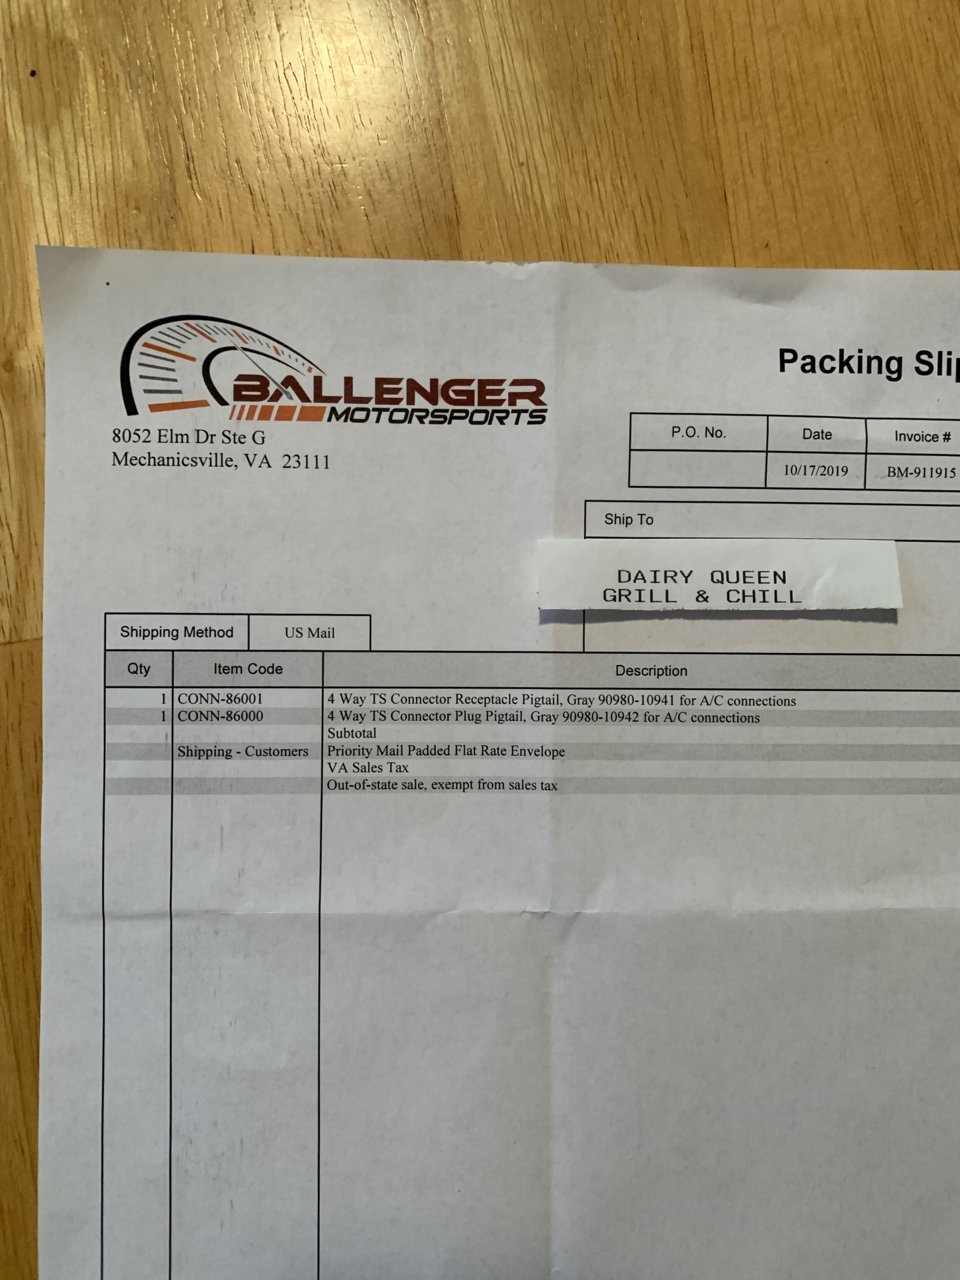 BALLENGER
MOTORSPORTS
8052 Elm Dr Ste G
Mechanicsville, VA 23111
Packing Slip
P.O. No. Date Invoice #
10/17/2019 BM-911915
Ship To
DAIRY QUEEN
GRILL & CHILL
Shipping Method US Mail
Qty Item Code Description
1 CONN-86001 4 Way TS Connector Receptacle Pigtail, Gray 90980-10941 for A/C connections
1 CONN-86000 4 Way TS Connector Plug Pigtail, Gray 90980-10942 for A/C connections
Subtotal
Shipping - Customers Priority Mail Padded Flat Rate Envelope
VA Sales Tax
Out-of-state sale, exempt from sales tax